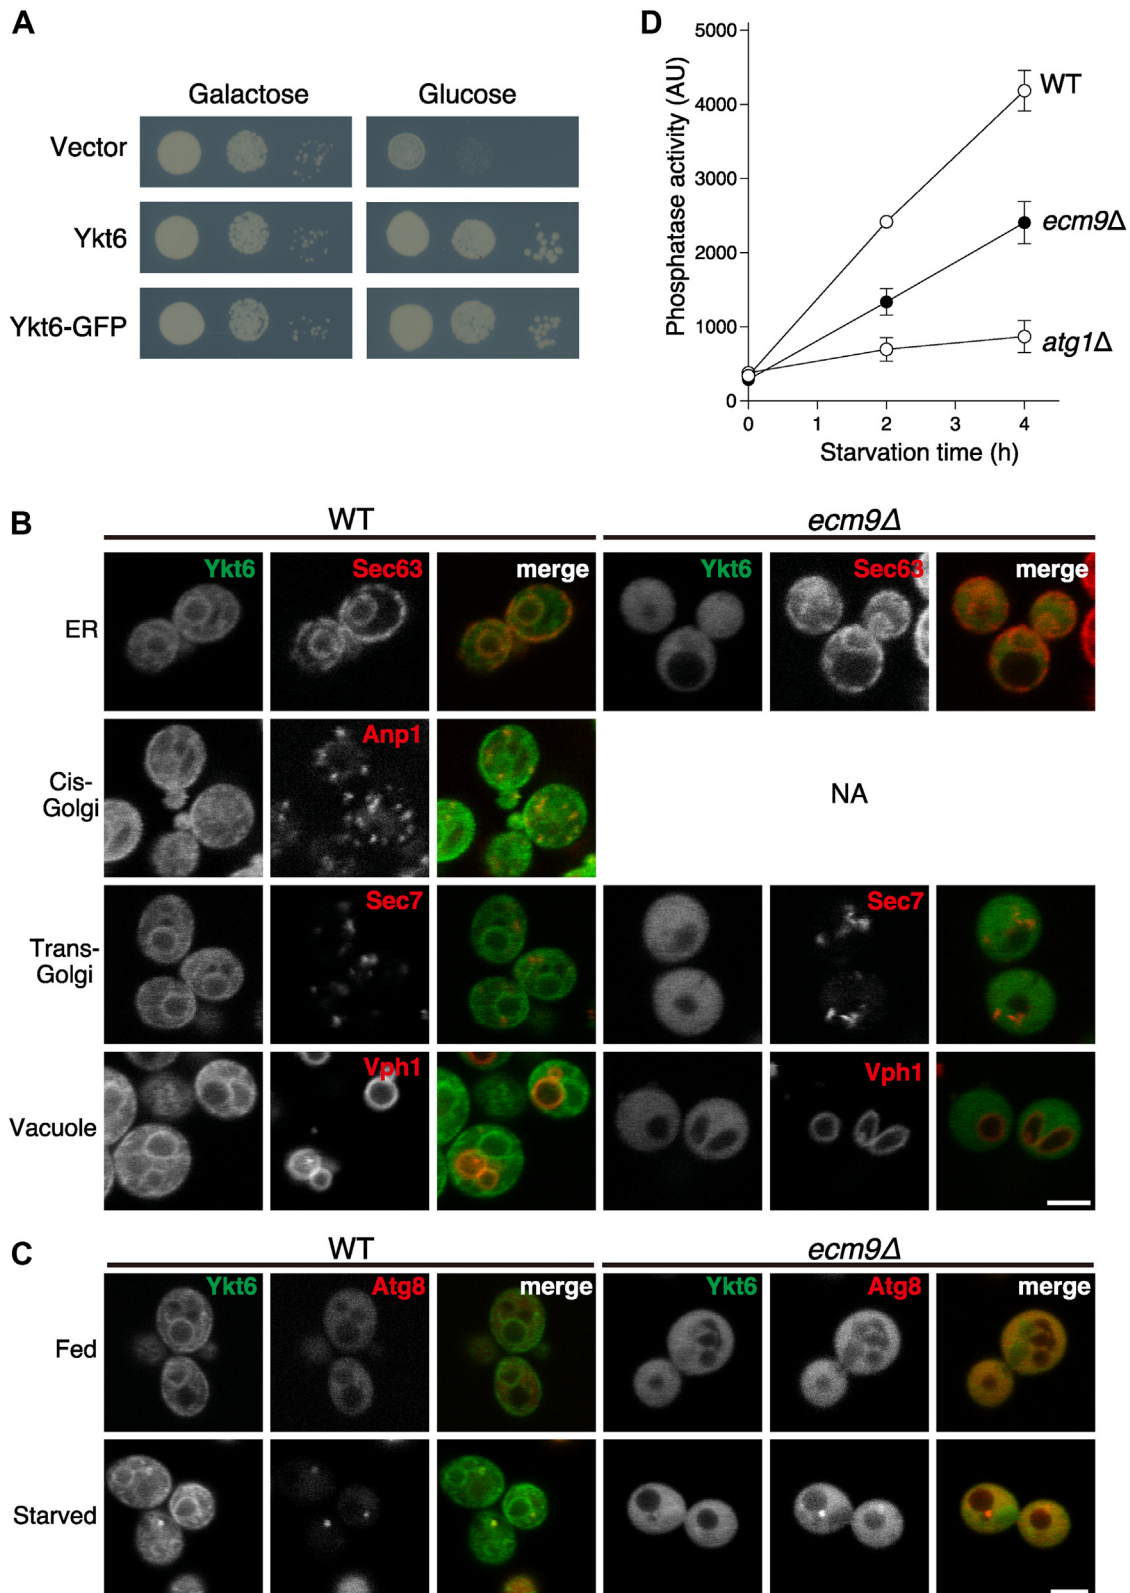 A
Galactose Glucose
Vector
Ykt6
Ykt6-GFP
D
Phosphatase activity (AU)
5000
4000
3000
2000
1000
0
0 1 2 3 4
Starvation time (h)
WT
ecm9Δ
atg1Δ
B
WT ecm9Δ
ER
Ykt6 Sec63 merge Ykt6 Sec63 merge
Cis-
Golgi
Anp1
NA
Trans-
Golgi
Sec7 Sec7
Vacuole
Vph1 Vph1
C
WT ecm9Δ
Fed
Ykt6 Atg8 merge Ykt6 Atg8 merge
Starved